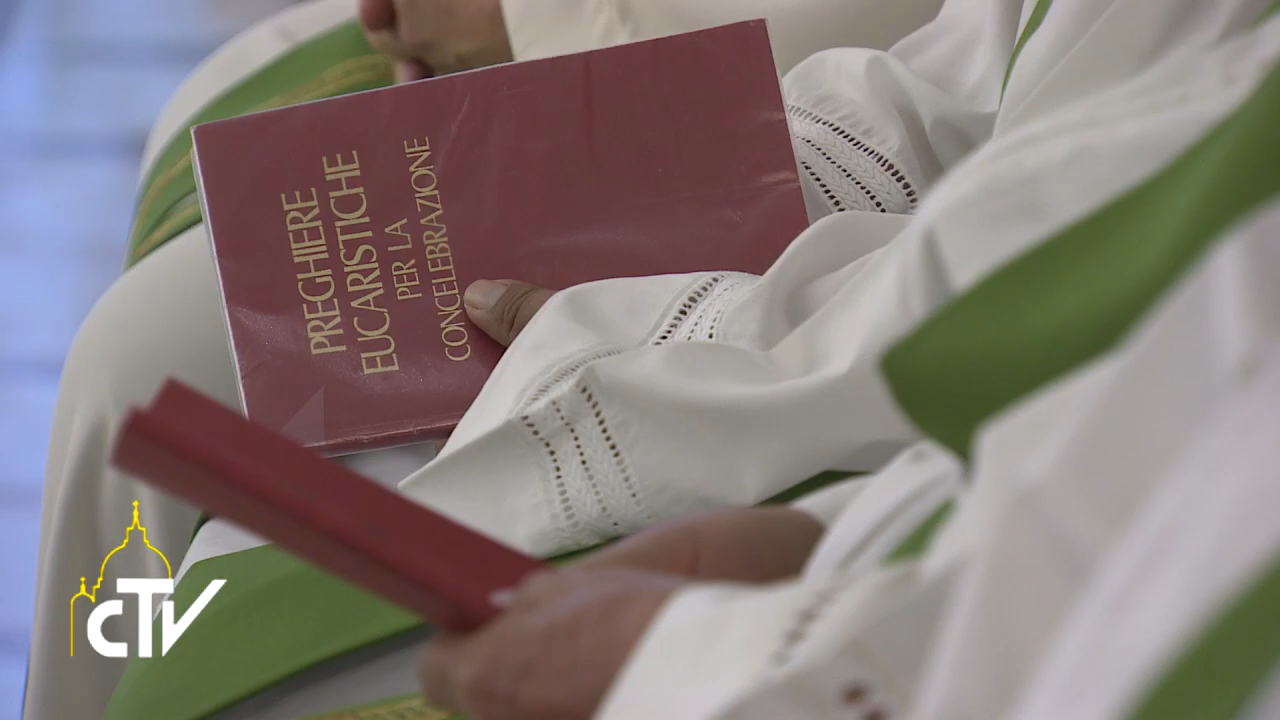 PREGHIERE
EUCARISTICHE
PER LA
CONCELEBRAZIONE
CTV